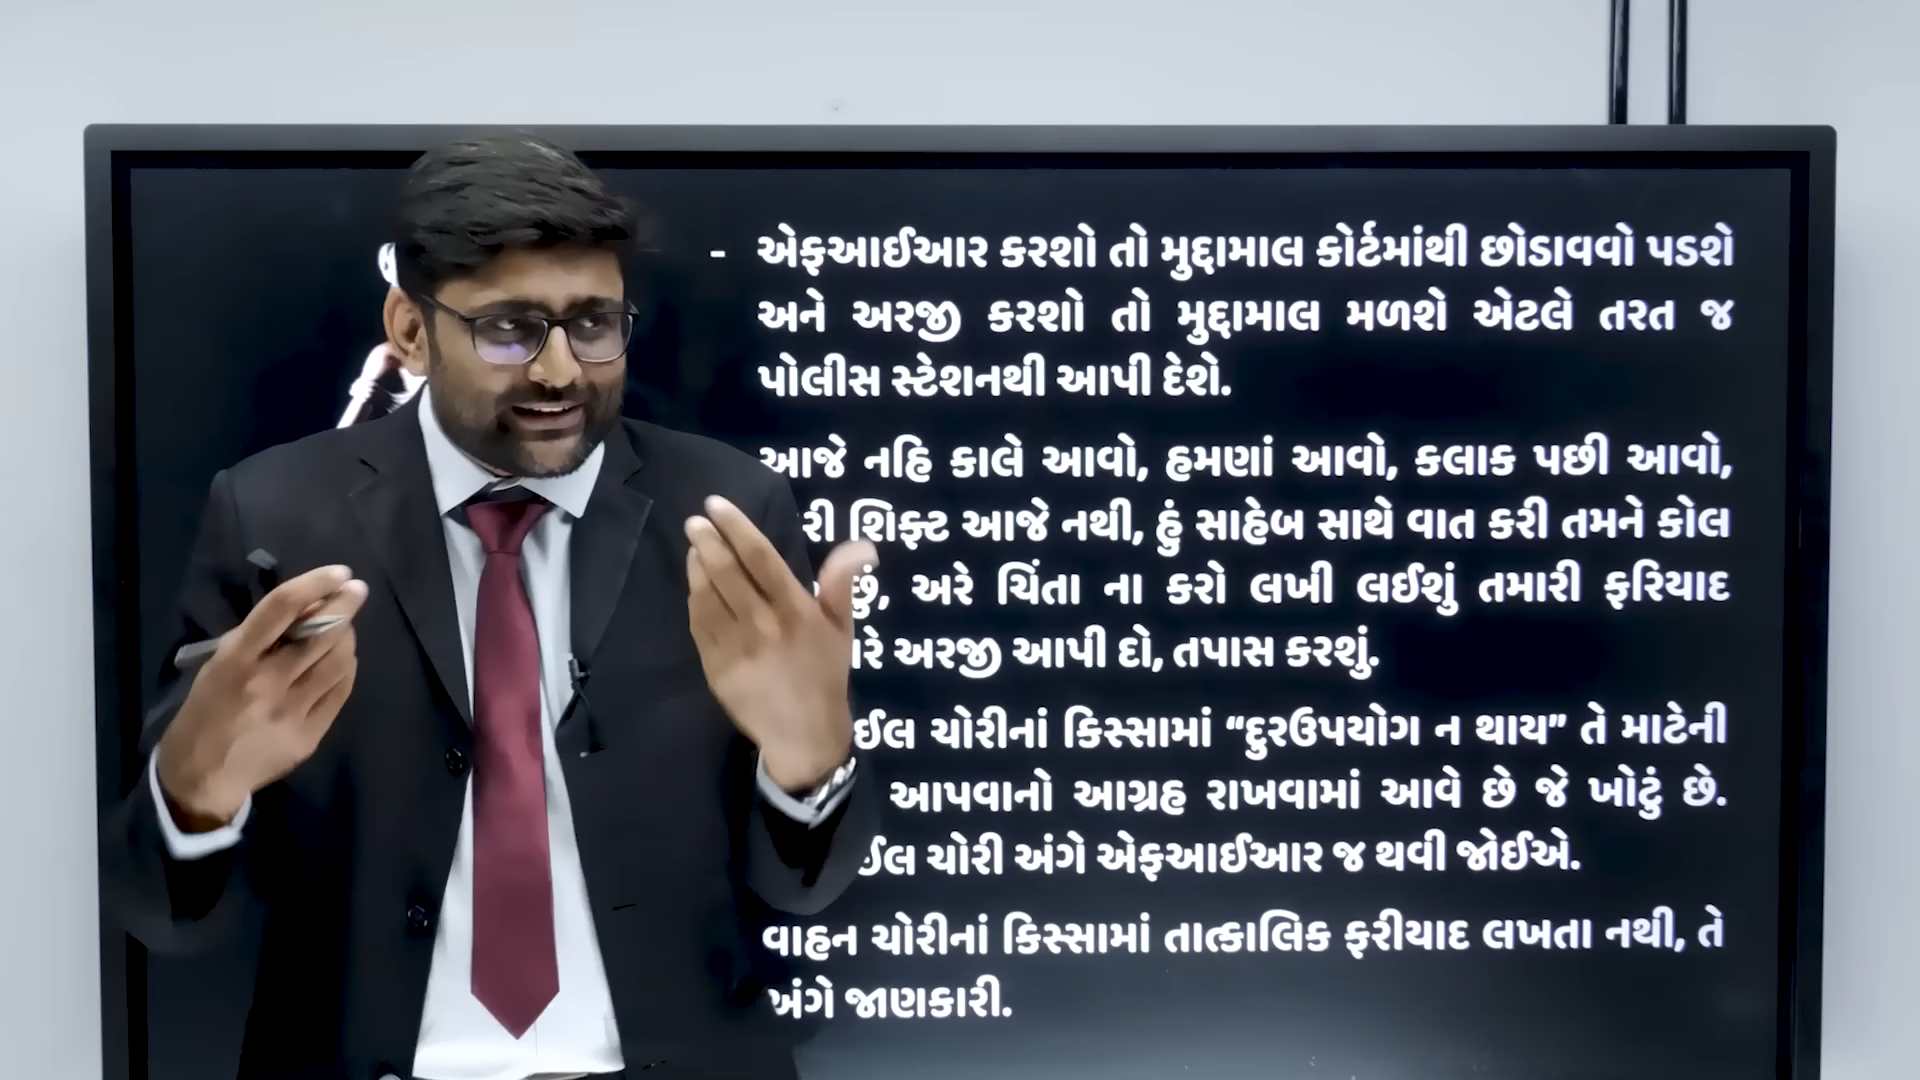 - એફઆઈઆર કરશો તો મુદ્દામાલ કોર્ટમાંથી છોડાવવો પડશે
અને અરજી કરશો તો મુદ્દામાલ મળશે એટલે તરત જ
પોલીસ સ્ટેશનથી આપી દેશે.
આજે નહિ કાલે આવો, હમણાં આવો, કલાક પછી આવો,
શિફ્ટ આજે નથી, હું સાહેબ સાથે વાત કરી તમને કોલ
છું, અરે ચિંતા ના કરો લખી લઈશું તમારી ફરિયાદ
અરજી આપી દો, તપાસ કરશું.
ચોરીનાં કિસ્સામાં “દુરઉપયોગ ન થાય” તે માટેની
આપવાનો આગ્રહ રાખવામાં આવે છે જે ખોટું છે.
ચોરી અંગે એફઆઈઆર જ થવી જોઈએ.
વાહન ચોરીનાં કિસ્સામાં તાત્કાલિક ફરીયાદ લખતા નથી, તે
અંગે જાણકારી.